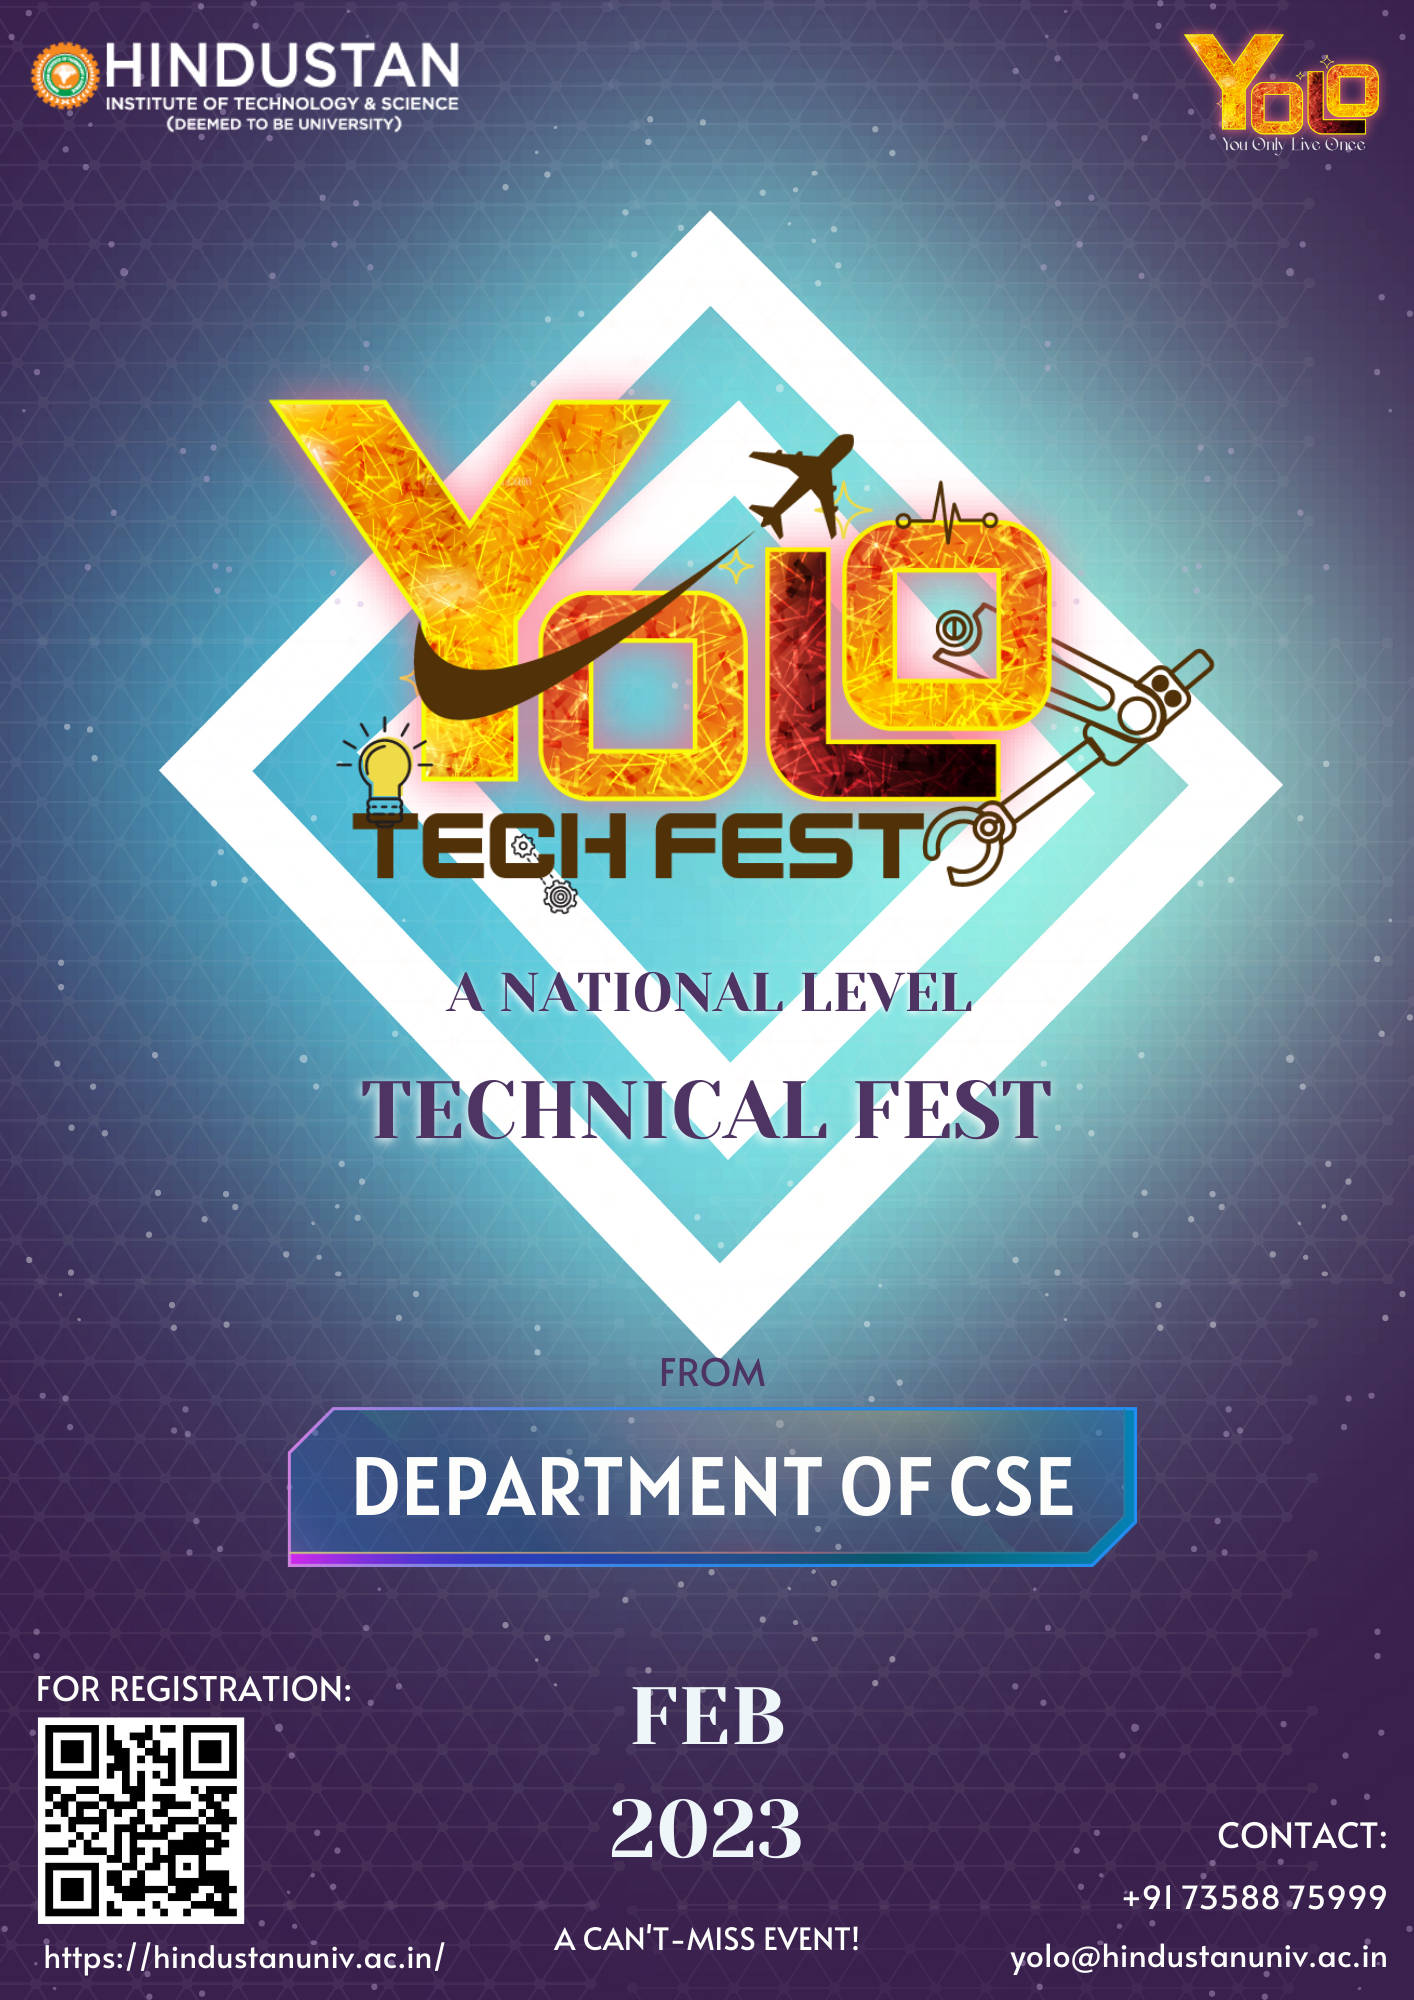 HINDUSTAN
INSTITUTE OF TECHNOLOGY & SCIENCE
(DEEMED TO BE UNIVERSITY)
YOLO
You Only Live Once
YOLO
TECH FEST
A NATIONAL LEVEL
TECHNICAL FEST
FROM
DEPARTMENT OF CSE
FOR REGISTRATION:
https://hindustanuniv.ac.in/
FEB
2023
A CAN'T-MISS EVENT!
CONTACT:
+91 73588 75999
yolo@hindustanuniv.ac.in